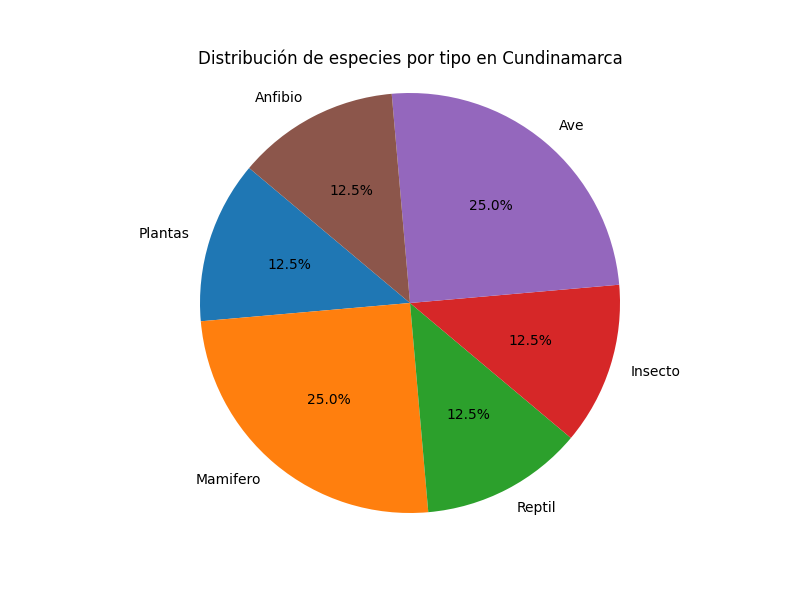 Distribución de especies por tipo en Cundinamarca
Anfibio
Ave
12.5%
25.0%
Plantas
12.5%
12.5%
Insecto
25.0%
12.5%
Mamifero
Reptil